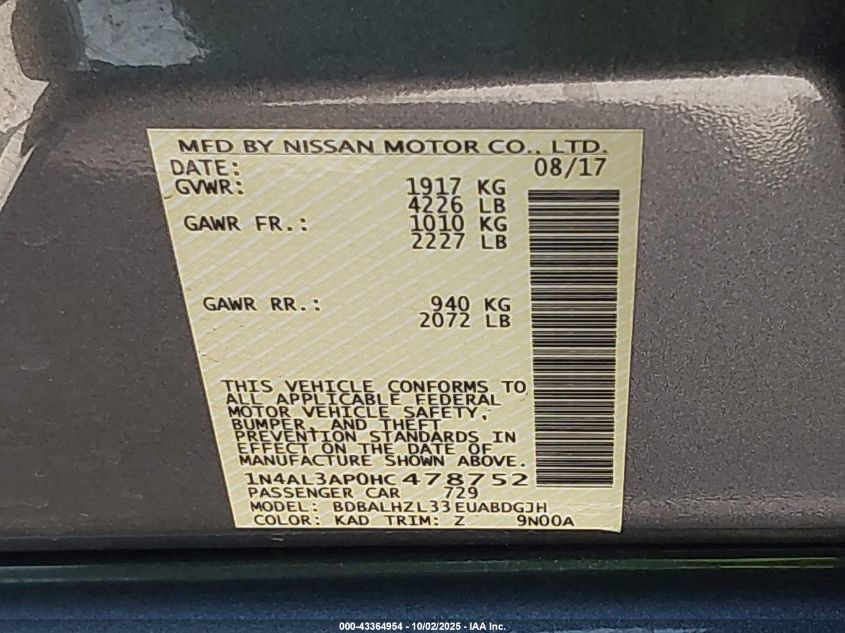 MFD BY NISSAN MOTOR CO., LTD.
DATE: 08/17
GVWR: 1917 KG
4226 LB
GAWR FR.: 1010 KG
2227 LB
GAWR RR.: 940 KG
2072 LB
THIS VEHICLE CONFORMS TO
ALL APPLICABLE FEDERAL
MOTOR VEHICLE SAFETY,
BUMPER, AND THEFT
PREVENTION STANDARDS IN
EFFECT ON THE DATE OF
MANUFACTURE SHOWN ABOVE.
1N4AL3AP0HC478752
PASSENGER CAR 729
MODEL: BDBALHZL33EUABDGJH
COLOR: KAD TRIM: Z 9N00A
000-43364954 - 10/02/2025 - IAA Inc.